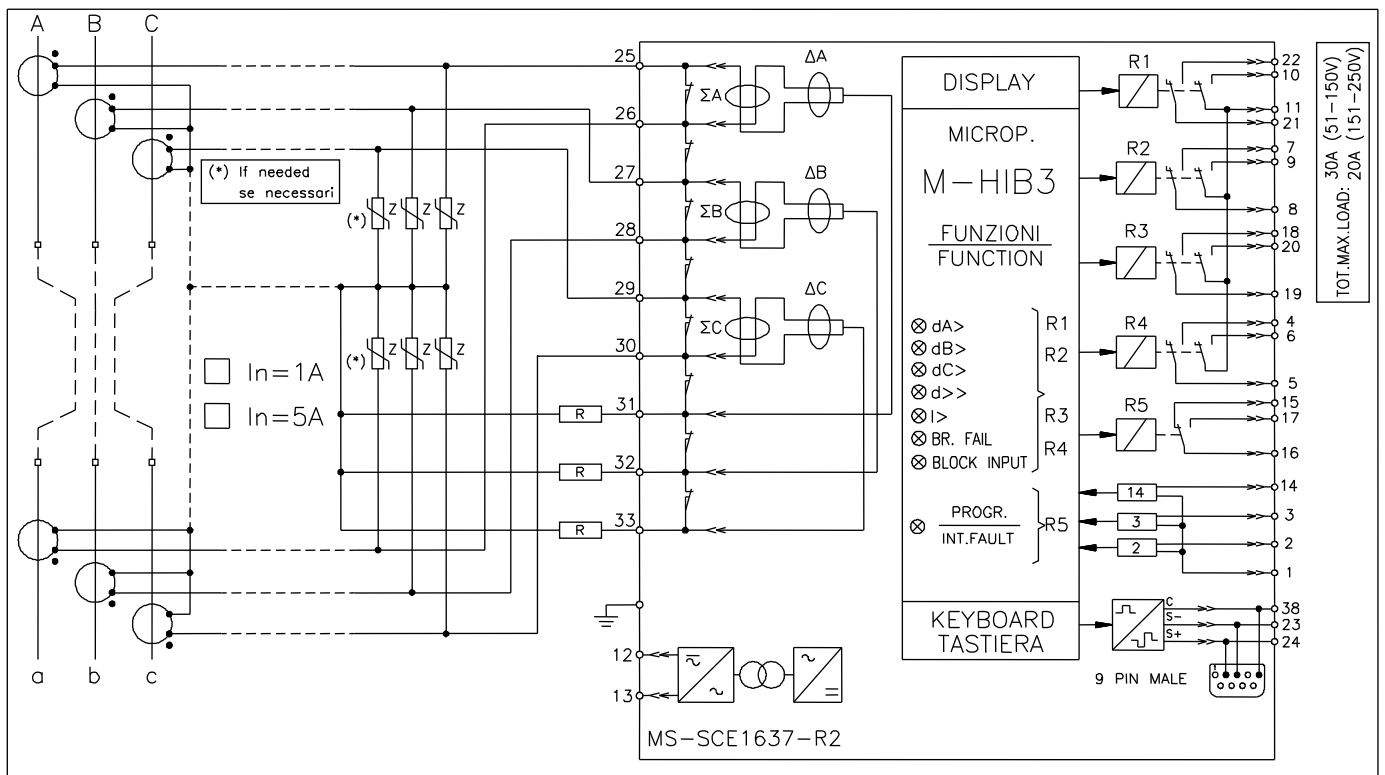 A B C
(*) If needed
se necessari
(*) Z Z Z
(*) Z Z Z
In=1A
In=5A
a b c
25
26
27
28
29
30
31
32
33
12
13
R
R
R
ΣA ΔA
ΣB ΔB
ΣC ΔC
DISPLAY
MICROP.
M-HIB3
FUNZIONI
FUNCTION
dA>
dB>
dC>
d>>
I>
BR. FAIL
BLOCK INPUT
R1
R2
R3
R4
PROGR.
INT.FAULT
R5
KEYBOARD
TASTIERA
R1
R2
R3
R4
R5
14
3
2
C
S-
S+
22
10
11
21
7
9
8
18
20
19
4
6
5
15
17
16
14
3
2
1
38
23
24
1
9 PIN MALE
TOT.MAX.LOAD: 30A (51-150V)
20A (151-250V)
MS-SCE1637-R2